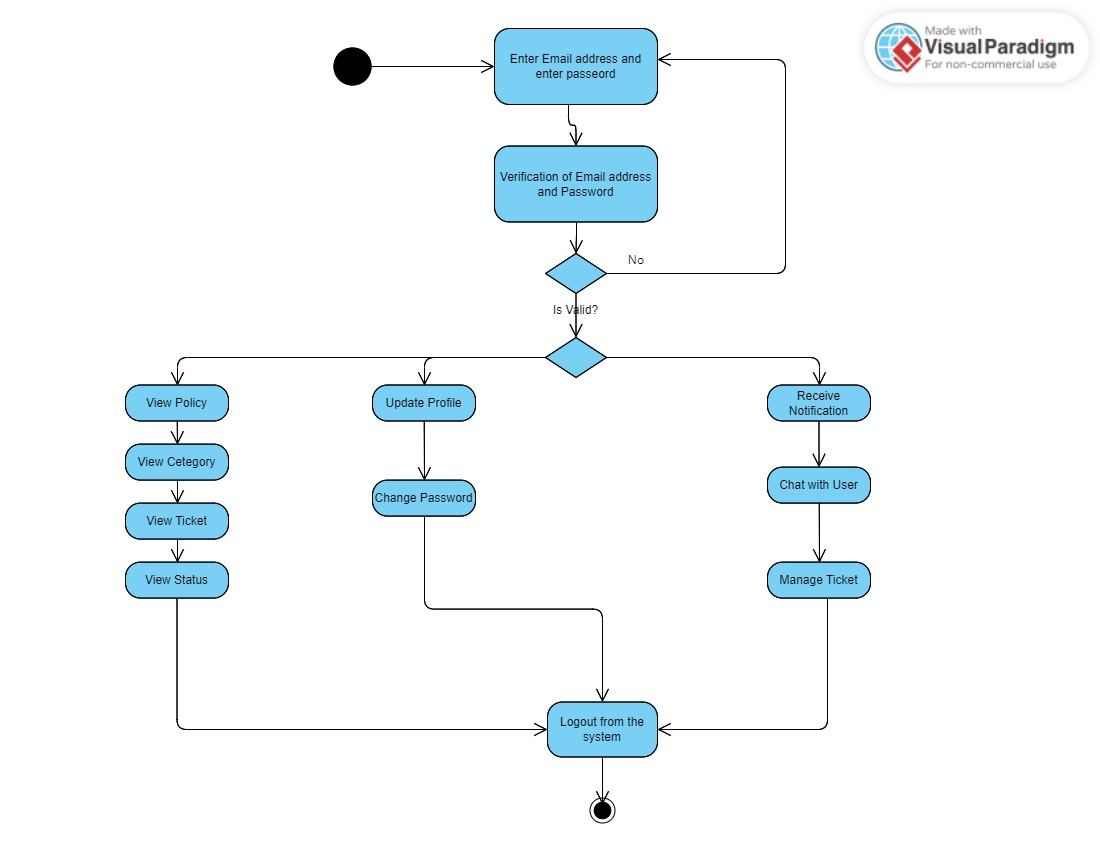 Made with
Visual Paradigm
For non-commercial use
Enter Email address and
enter passeord
Verification of Email address
and Password
No
Is Valid?
View Policy
Update Profile
Receive
Notification
View Cetegory
Chat with User
Change Password
View Ticket
View Status
Manage Ticket
Logout from the
system